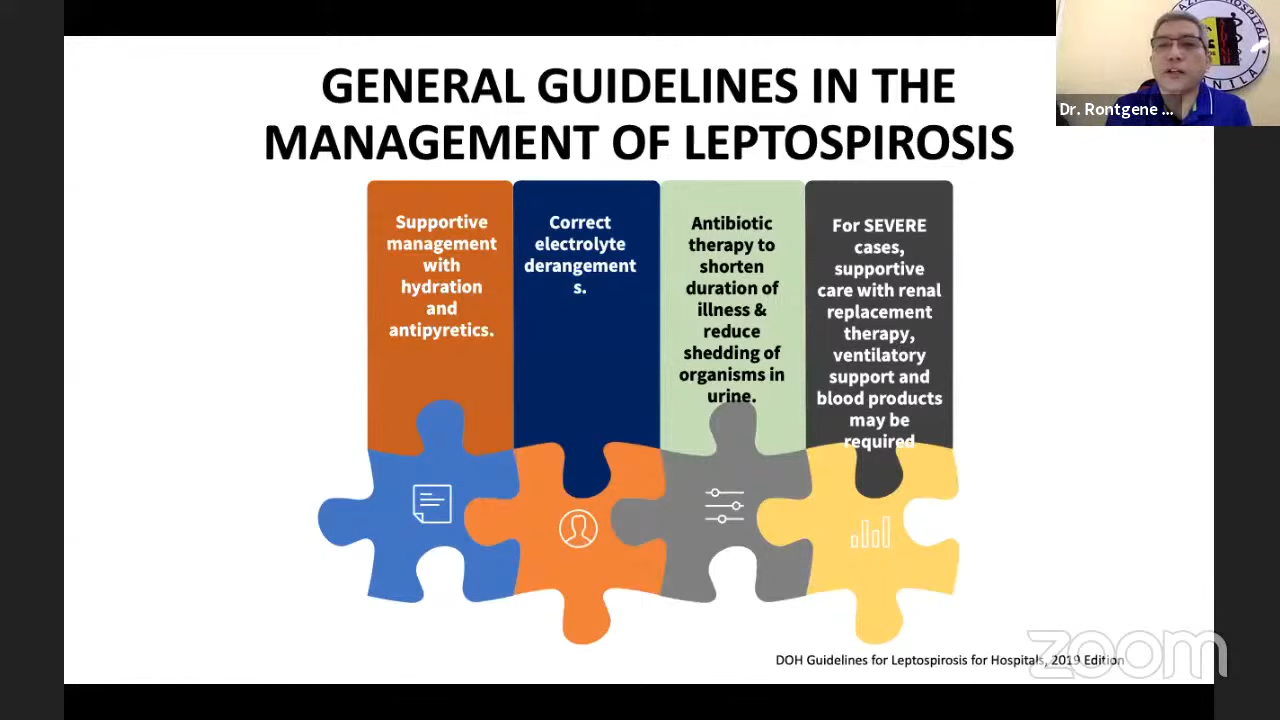 GENERAL GUIDELINES IN THE
MANAGEMENT OF LEPTOSPIROSIS
Supportive
management
with
hydration
and
antipyretics.
Correct
electrolyte
derangement
s.
Antibiotic
therapy to
shorten
duration of
illness &
reduce
shedding of
organisms in
urine.
For SEVERE
cases,
supportive
care with renal
replacement
therapy,
ventilatory
support and
blood products
may be
required
DOH Guidelines for Leptospirosis for Hospitals, 2019 Edition
zoom
Dr. Rontgene ...
HOSPITAL